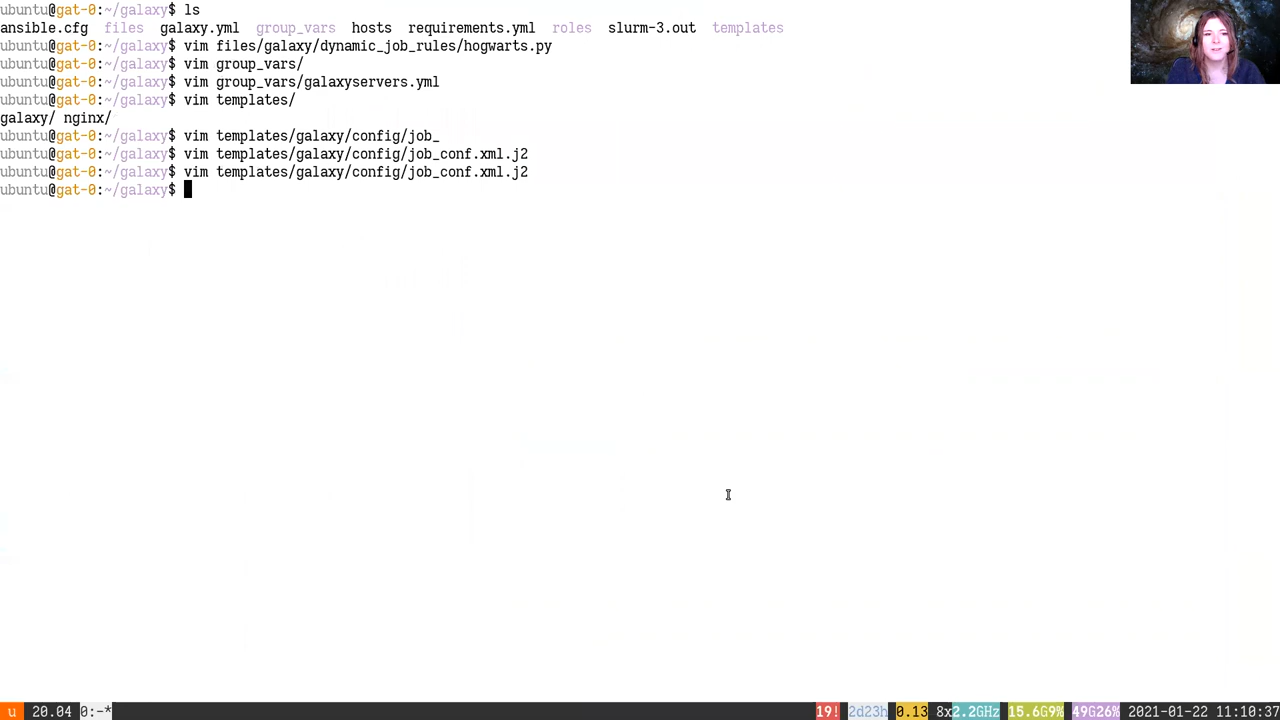 ubuntu@gat-0:~/galaxy$ ls
ansible.cfg  files  galaxy.yml  group_vars  hosts  requirements.yml  roles  slurm-3.out  templates
ubuntu@gat-0:~/galaxy$ vim files/galaxy/dynamic_job_rules/hogwarts.py
ubuntu@gat-0:~/galaxy$ vim group_vars/
ubuntu@gat-0:~/galaxy$ vim group_vars/galaxyservers.yml
ubuntu@gat-0:~/galaxy$ vim templates/
galaxy/ nginx/
ubuntu@gat-0:~/galaxy$ vim templates/galaxy/config/job_
ubuntu@gat-0:~/galaxy$ vim templates/galaxy/config/job_conf.xml.j2
ubuntu@gat-0:~/galaxy$ vim templates/galaxy/config/job_conf.xml.j2
ubuntu@gat-0:~/galaxy$
u 20.04 0:-* 19! 2d23h 0.13 8x2.2GHz 15.6G9% 49G26% 2021-01-22 11:10:37